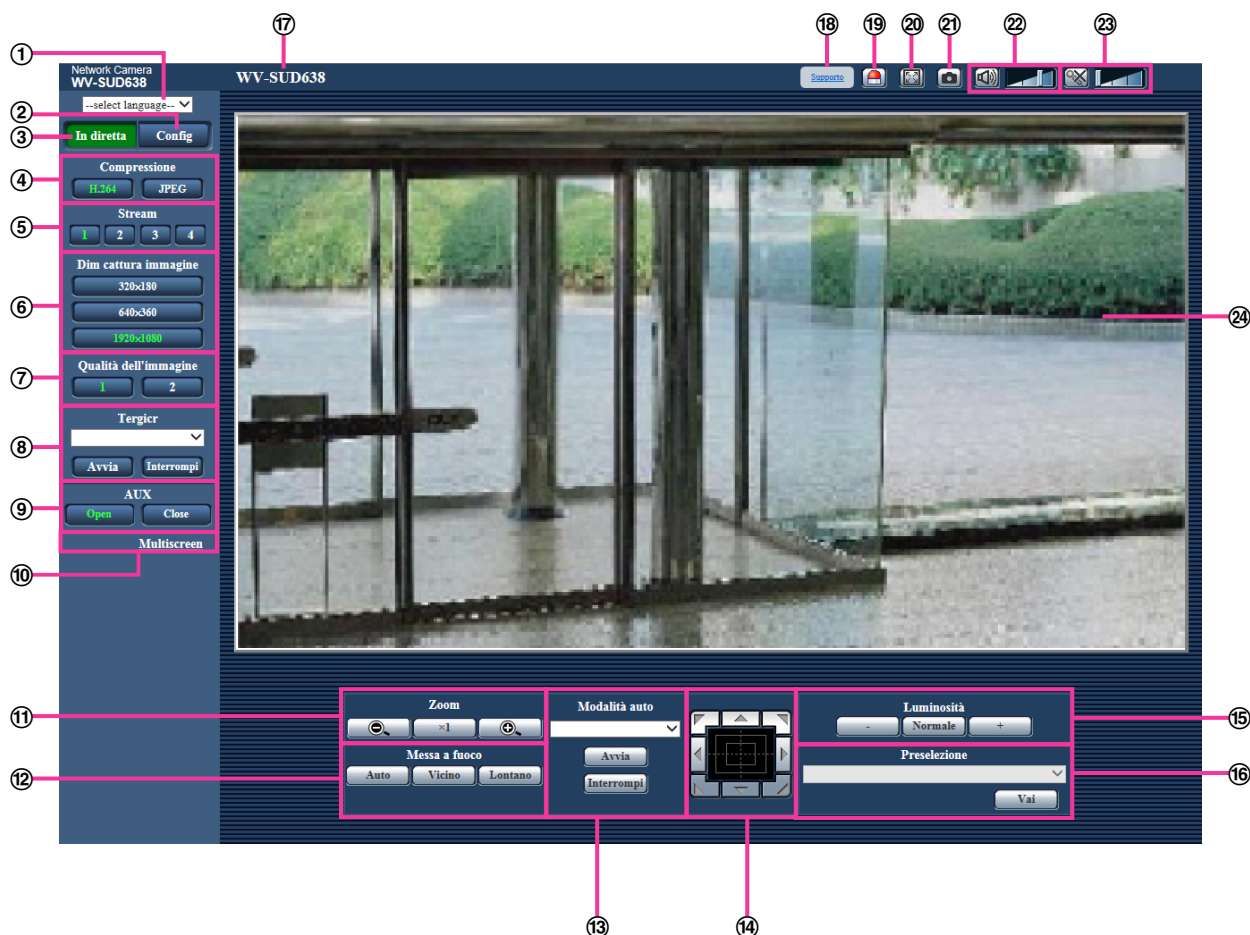 ⑰
⑱ ⑲ ⑳ ㉑ ㉒ ㉓
①
Network Camera
WV-SUD638
WV-SUD638
Supporto
--select language--
②
③
In diretta
Config
④
Compressione
H.264
JPEG
⑤
Stream
1 2 3 4
⑥
Dim cattura immagine
320x180
640x360
1920x1080
㉔
⑦
Qualità dell'immagine
1 2
⑧
Tergicr
Avvia
Interrompi
⑨
AUX
Open
Close
⑩
Multiscreen
⑪
Zoom
×1
⑫
Messa a fuoco
Auto
Vicino
Lontano
Modalità auto
Avvia
Interrompi
Luminosità
-
Normale
+
⑮
Preselezione
Vai
⑯
⑬ ⑭